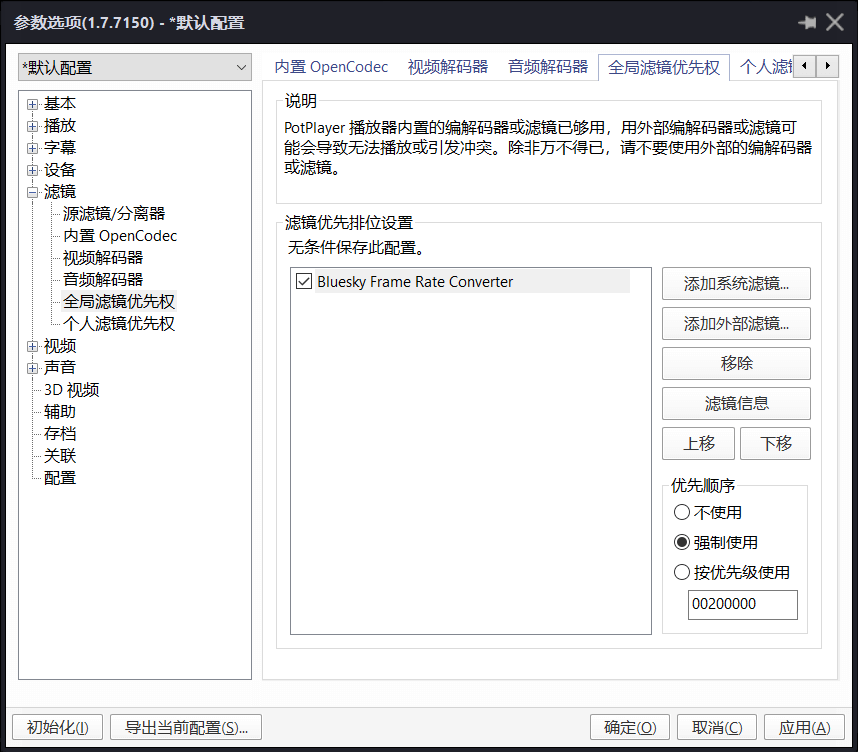 参数选项(1.7.7150) - *默认配置
*默认配置
基本
播放
字幕
设备
滤镜
源滤镜/分离器
内置 OpenCodec
视频解码器
音频解码器
全局滤镜优先权
个人滤镜优先权
视频
声音
3D 视频
辅助
存档
关联
配置
内置 OpenCodec 视频解码器 音频解码器 全局滤镜优先权 个人滤
说明
PotPlayer 播放器内置的编解码器或滤镜已够用，用外部编解码器或滤镜可
能会导致无法播放或引发冲突。除非万不得已，请不要使用外部的编解码器
或滤镜。
滤镜优先排位设置
无条件保存此配置。
Bluesky Frame Rate Converter
添加系统滤镜...
添加外部滤镜...
移除
滤镜信息
上移 下移
优先顺序
不使用
强制使用
按优先级使用
00200000
初始化(I) 导出当前配置(S)... 确定(O) 取消(C) 应用(A)